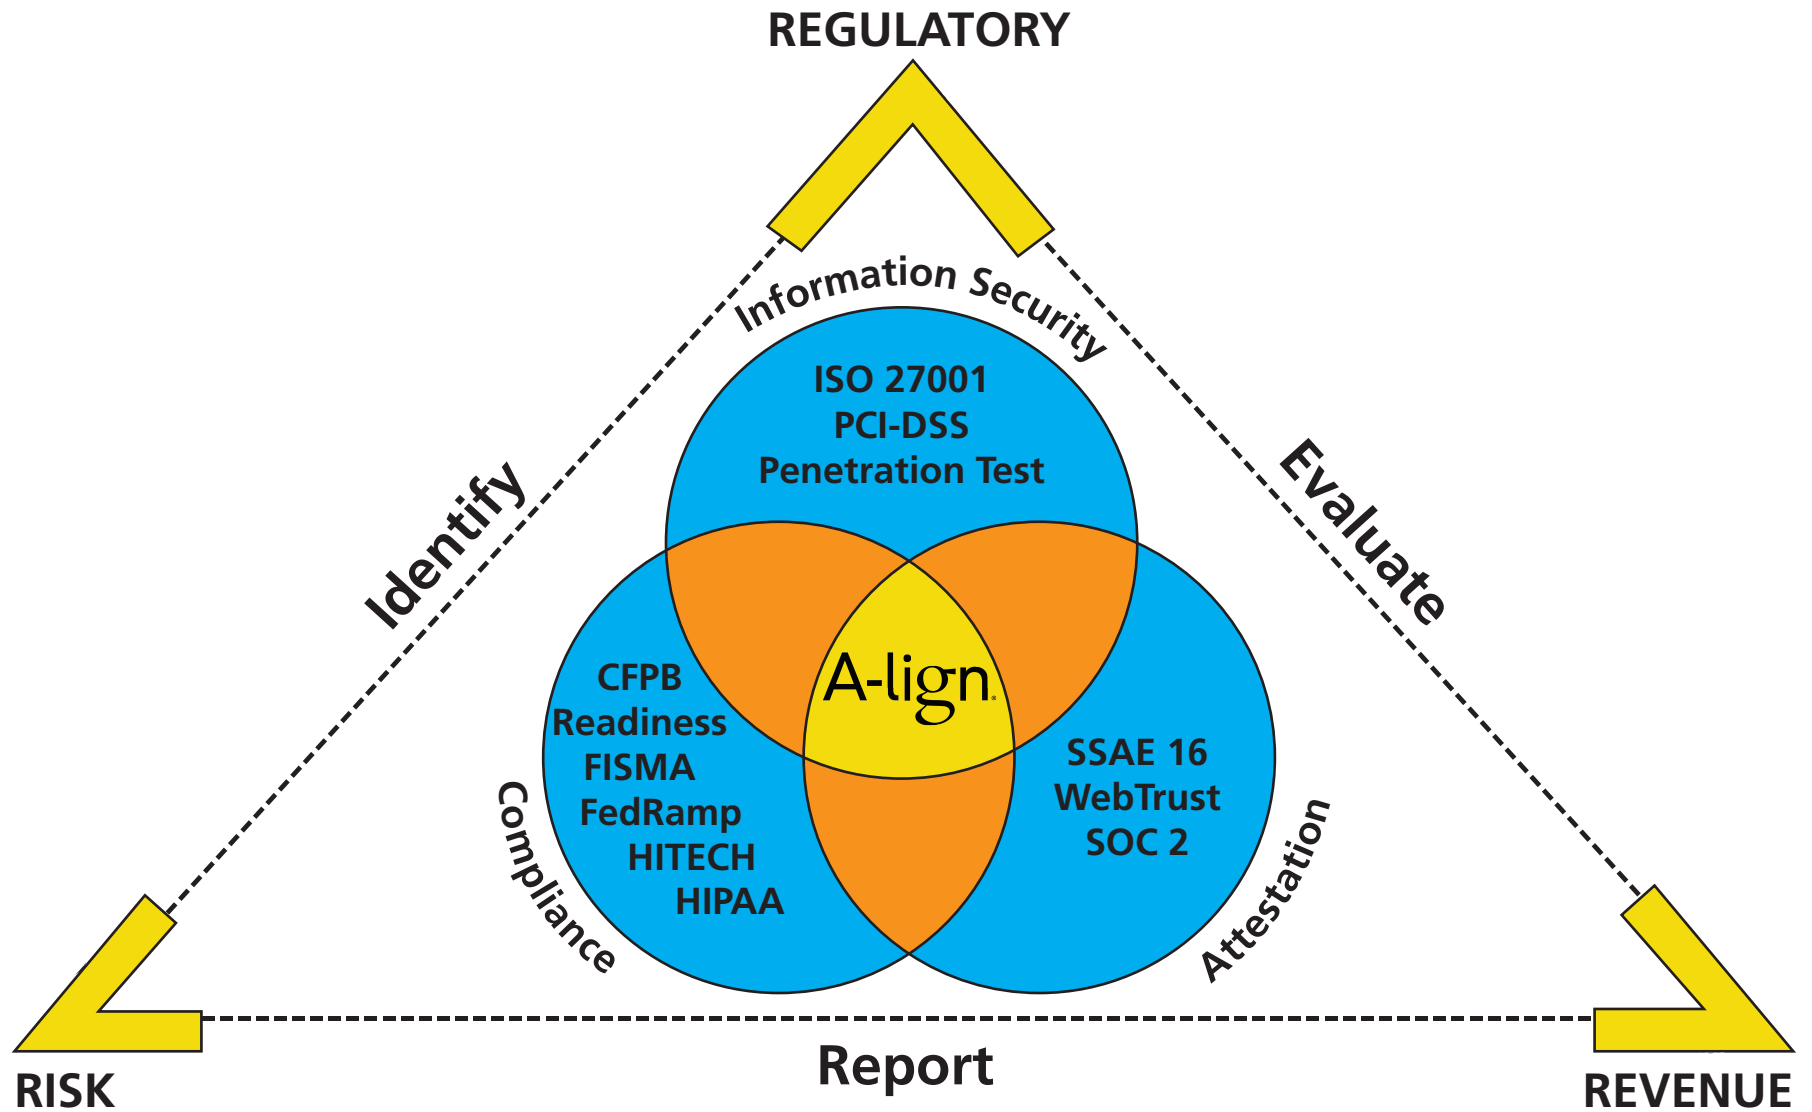 REGULATORY
Information Security
ISO 27001
PCI-DSS
Penetration Test
Identify
Evaluate
A-lign
CFPB
Readiness
FISMA
FedRamp
HITECH
HIPAA
SSAE 16
WebTrust
SOC 2
Compliance
Attestation
Report
RISK
REVENUE